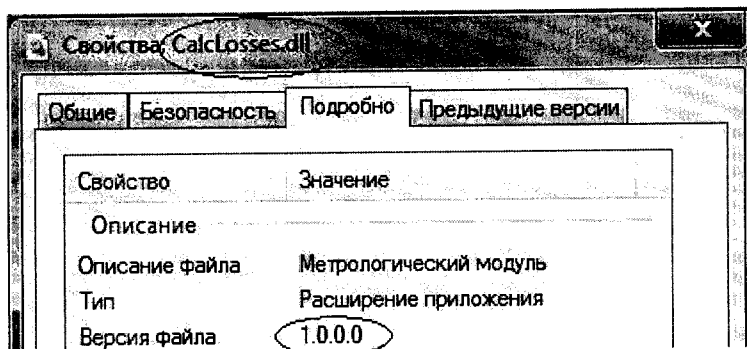 Свойства: CalcLosses.dll
Общие Безопасность Подробно Предыдущие версии
Свойство Значение
Описание
Описание файла Метрологический модуль
Тип Расширение приложения
Версия файла 1.0.0.0